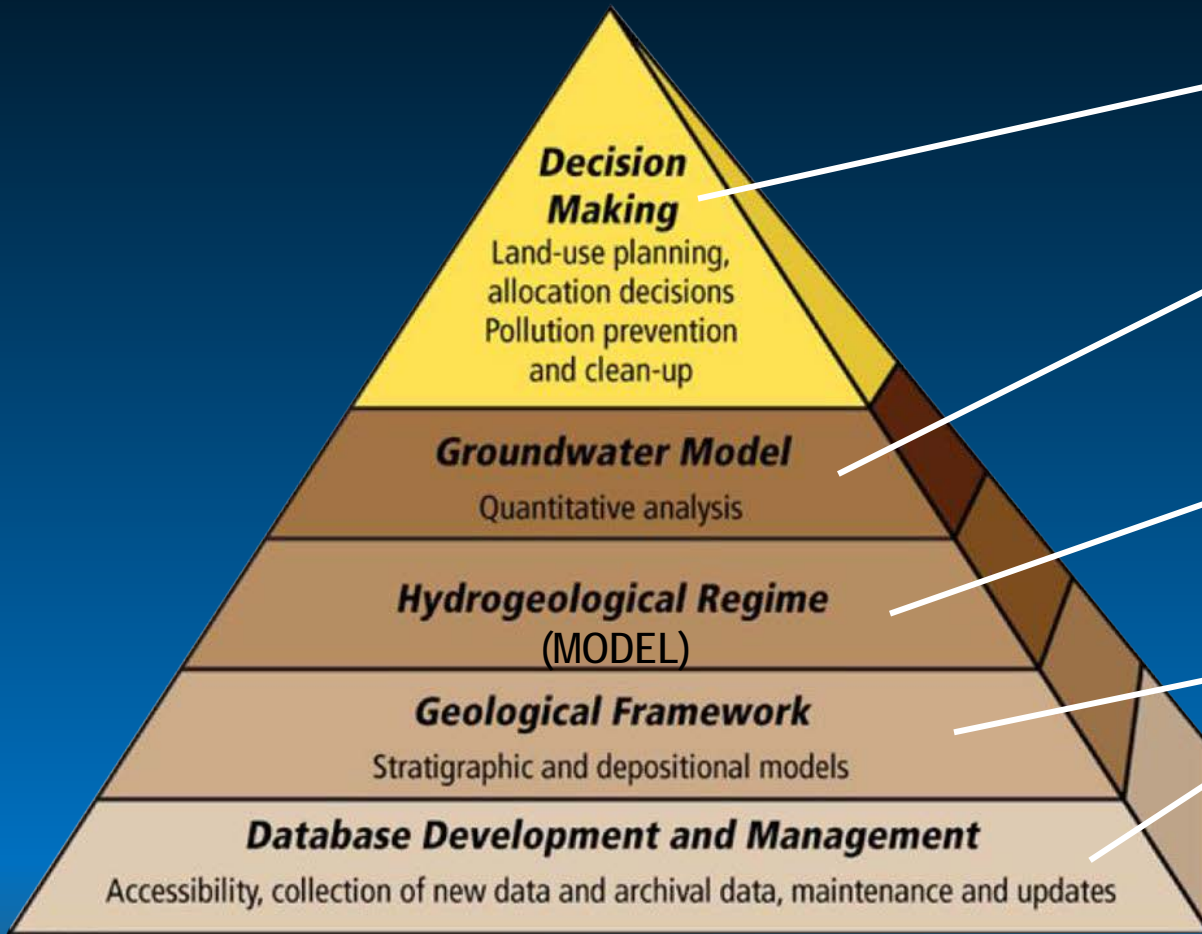 Decision
Making
Land-use planning,
allocation decisions
Pollution prevention
and clean-up
Groundwater Model
Quantitative analysis
Hydrogeological Regime
(MODEL)
Geological Framework
Stratigraphic and depositional models
Database Development and Management
Accessibility, collection of new data and archival data, maintenance and updates